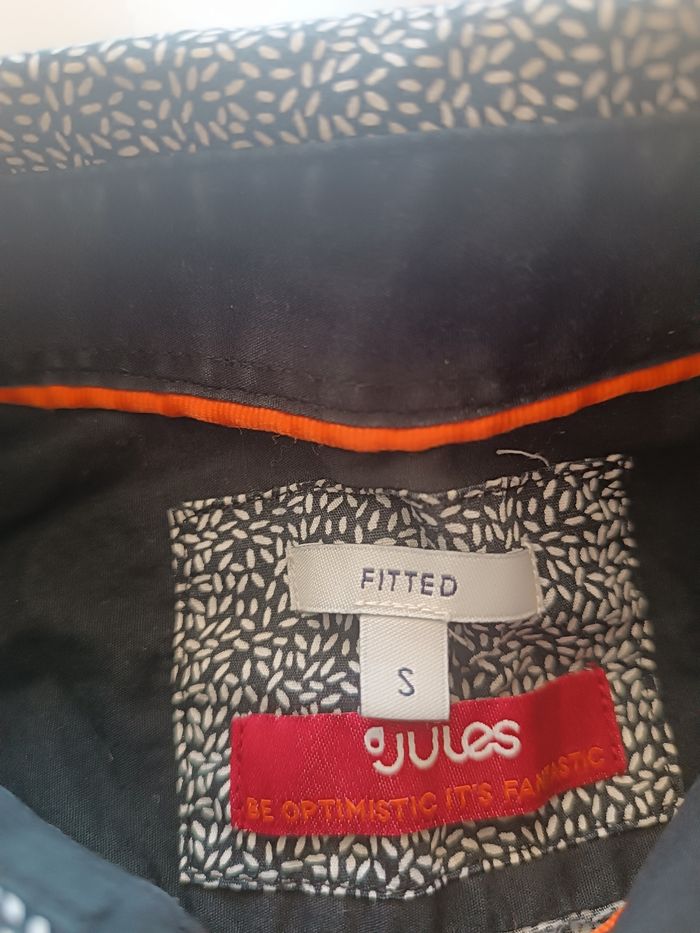 FITTED
S
Jules
BE OPTIMISTIC IT'S FANTASTIC